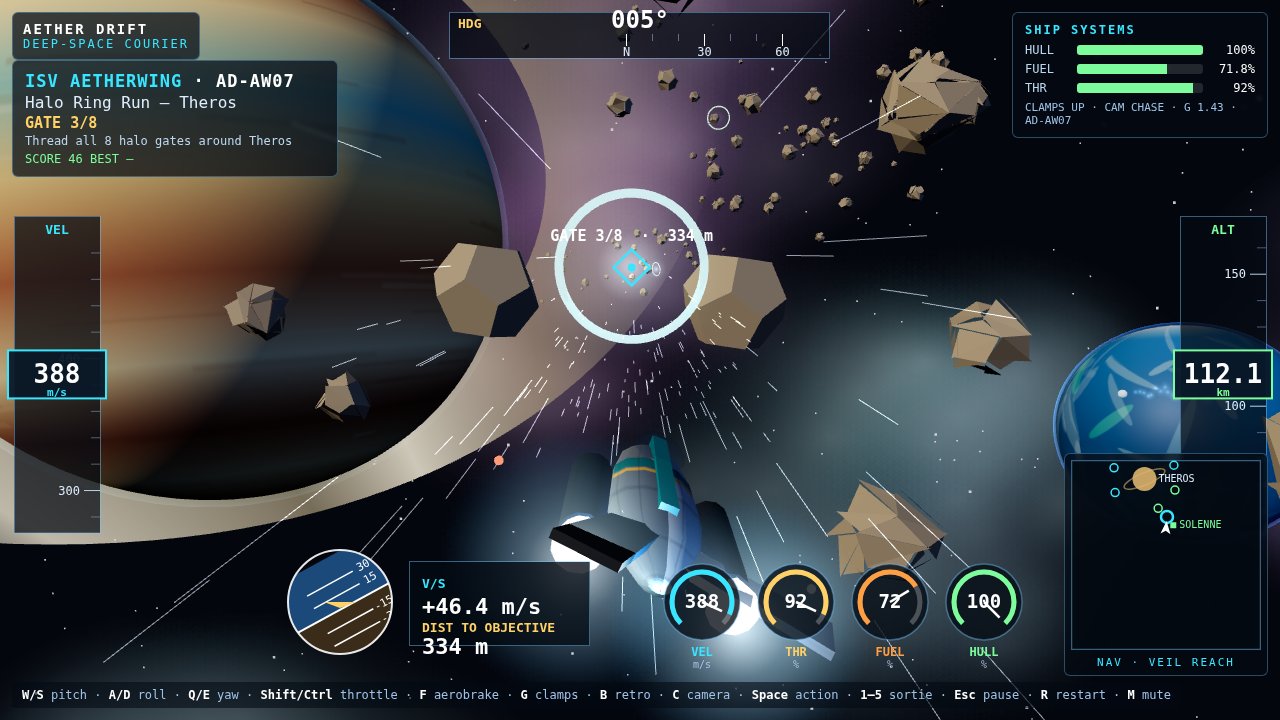 AETHER DRIFT
DEEP-SPACE COURIER
ISV AETHERWING · AD-AW07
Halo Ring Run — Theros
GATE 3/8
Thread all 8 halo gates around Theros
SCORE 46 BEST —
HDG
005°
N 30 60
SHIP SYSTEMS
HULL 100%
FUEL 71.8%
THR 92%
CLAMPS UP · CAM CHASE · G 1.43 ·
AD-AW07
GATE 3/8 · 334 m
VEL
388
m/s
300
ALT
150
112.1
km
100
THEROS
SOLENNE
NAV · VEIL REACH
30
15
-15
V/S
+46.4 m/s
DIST TO OBJECTIVE
334 m
388
VEL
m/s
92
THR
%
72
FUEL
%
100
HULL
%
W/S pitch · A/D roll · Q/E yaw · Shift/Ctrl throttle · F aerobrake · G clamps · B retro · C camera · Space action · 1–5 sortie · Esc pause · R restart · M mute